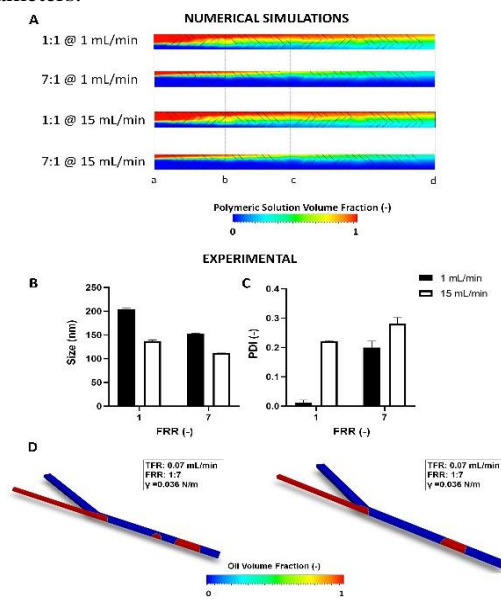 NUMERICAL SIMULATIONS
A
1:1 @ 1 mL/min
7:1 @ 1 mL/min
1:1 @ 15 mL/min
7:1 @ 15 mL/min
a b c d
Polymeric Solution Volume Fraction (-)
0 1
EXPERIMENTAL
1 mL/min
15 mL/min
B
Size (nm)
250
200
150
100
50
0
1 7
FRR (-)
C
PDI (-)
0.4
0.3
0.2
0.1
0.0
1 7
FRR (-)
D
TFR: 0.07 mL/min
FRR: 1:7
γ =0.036 N/m
TFR: 0.07 mL/min
FRR: 1:7
γ =0.036 N/m
Oil Volume Fraction (-)
0 1